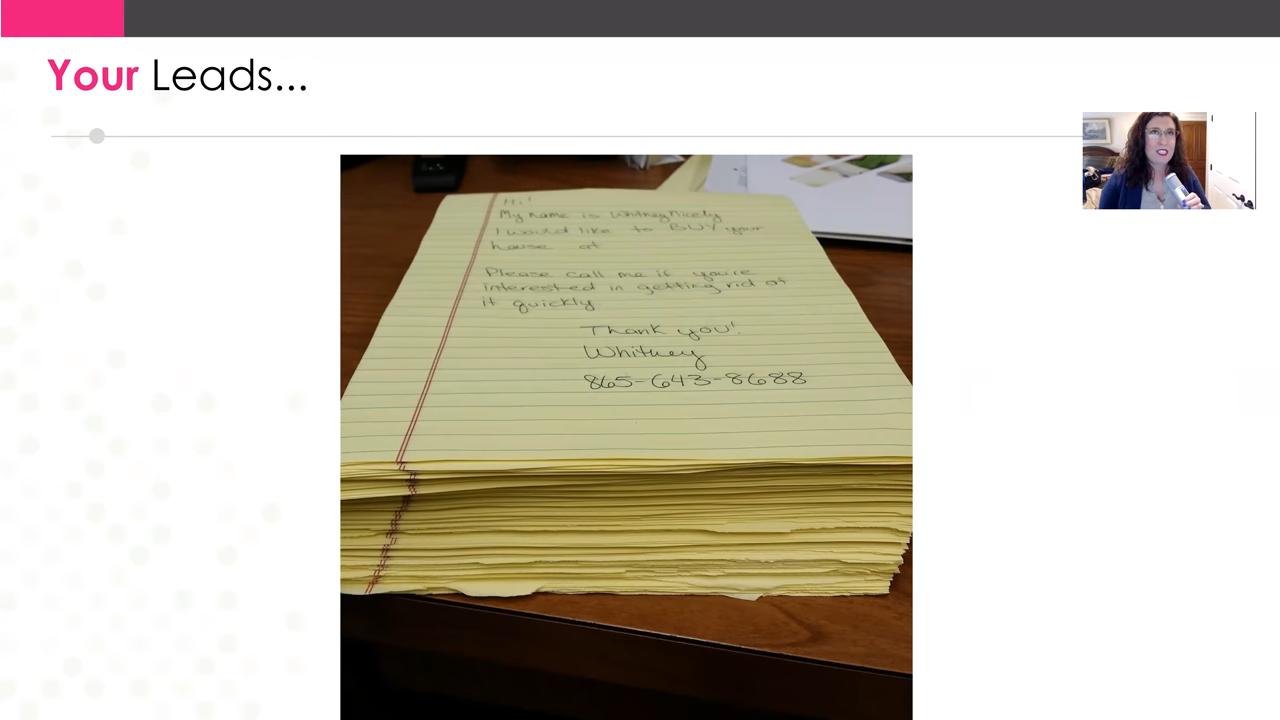 Your Leads...
Hi!
My name is Whitney Nicely
I would like to BUY your
house at
Please call me if you're
interested in getting rid of
it quickly
Thank you!
Whitney
865-643-8688